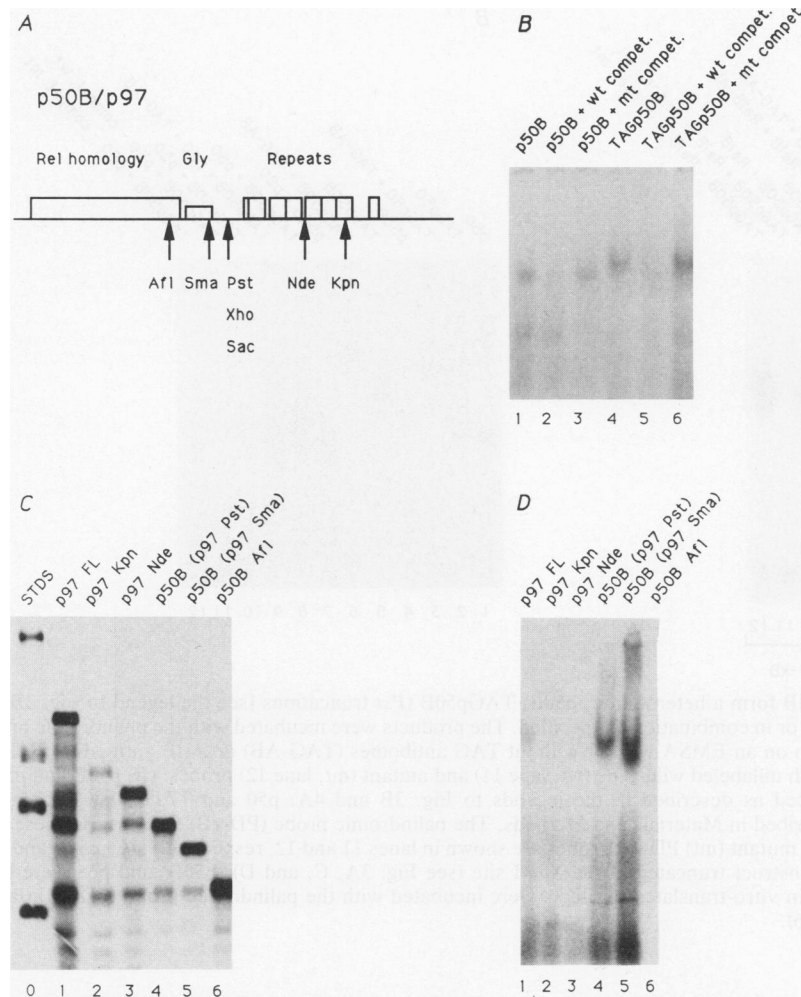 A
p50B/p97
Rel homology Gly Repeats
Afl Sma Pst Nde Kpn
Xho
Sac
B
p50B
p50B + wt compet.
p50B + mt compet.
TAGp50B
TAGp50B + wt compet.
TAGp50B + mt compet.
1 2 3 4 5 6
C
STDS
p97 FL
p97 Kpn
p97 Nde
p50B (p97 Pst)
p50B (p97 Sma)
p50B Afl
0 1 2 3 4 5 6
D
p97 FL
p97 Kpn
p97 Nde
p50B (p97 Pst)
p50B (p97 Sma)
p50B Afl
1 2 3 4 5 6